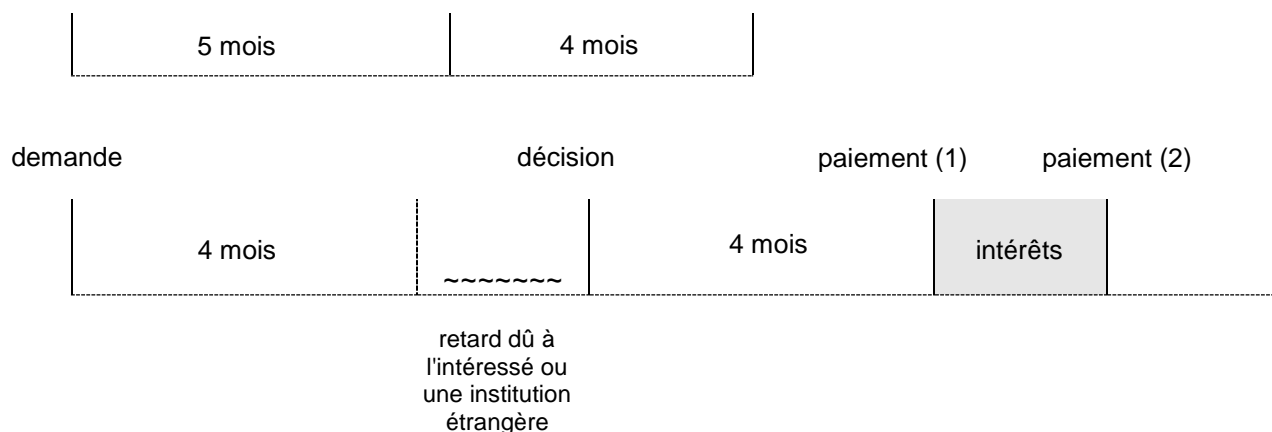 5 mois 4 mois
demande décision paiement (1) paiement (2)
4 mois 4 mois intérêts
~~~~~~~
retard dû à
l'intéressé ou
une institution
étrangère